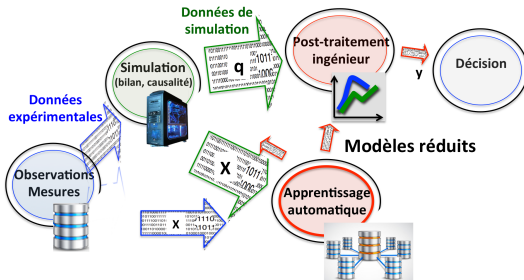 Données de
simulation
Simulation
(bilan, causalité)
q
Post-traitement
ingénieur
y
Décision
Données
expérimentales
Modèles réduits
X
Observations
Mesures
Apprentissage
automatique
X